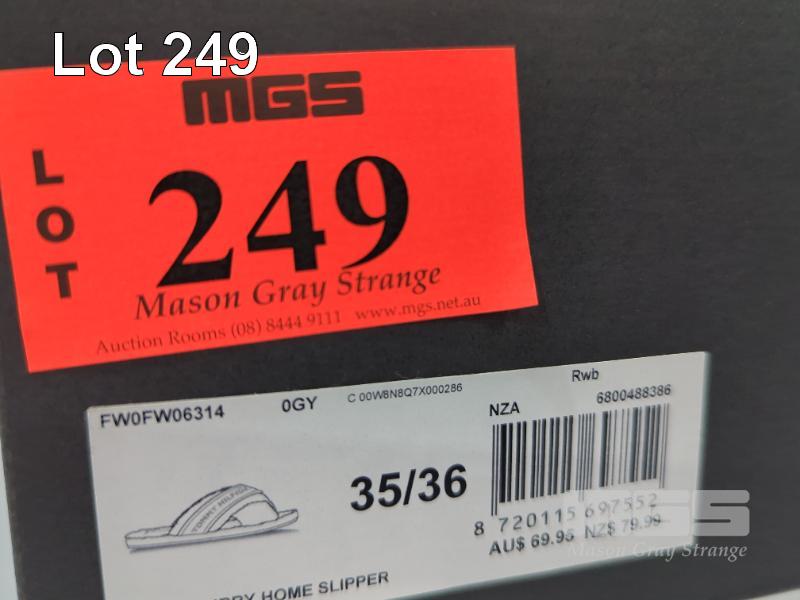 Lot 249
MGS
LOT
249
Mason Gray Strange
Auction Rooms (08) 8444 9111 www.mgs.net.au
FW0FW06314 0GY C 00W8N8Q7X000286 Rwb
NZA 6800488386
TOMMY HILFIGER
35/36
8 720115 697552
AU$ 69.95 NZ$ 79.99
HOME SLIPPER
MGS
Mason Gray Strange